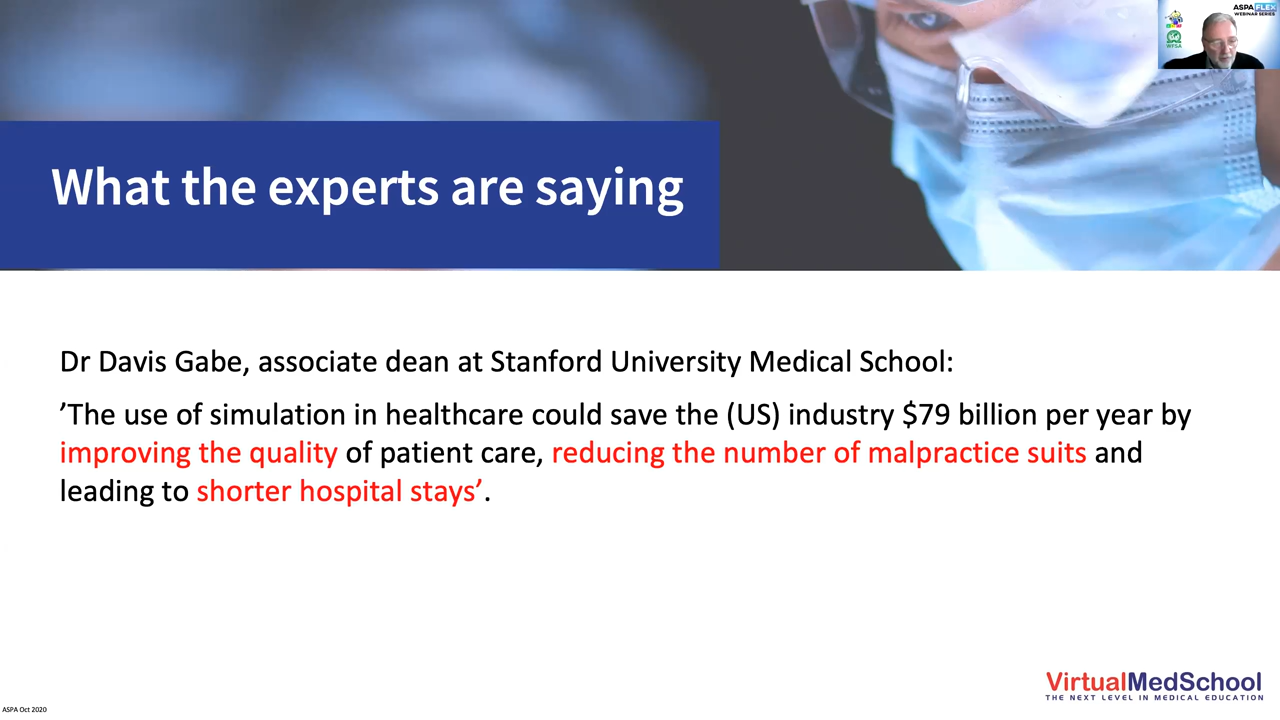 ASPA FLEX
WEBINAR SERIES
WFSA
What the experts are saying
Dr Davis Gabe, associate dean at Stanford University Medical School:
’The use of simulation in healthcare could save the (US) industry $79 billion per year by
improving the quality of patient care, reducing the number of malpractice suits and
leading to shorter hospital stays’.
VirtualMedSchool
THE NEXT LEVEL IN MEDICAL EDUCATION
ASPA Oct 2020